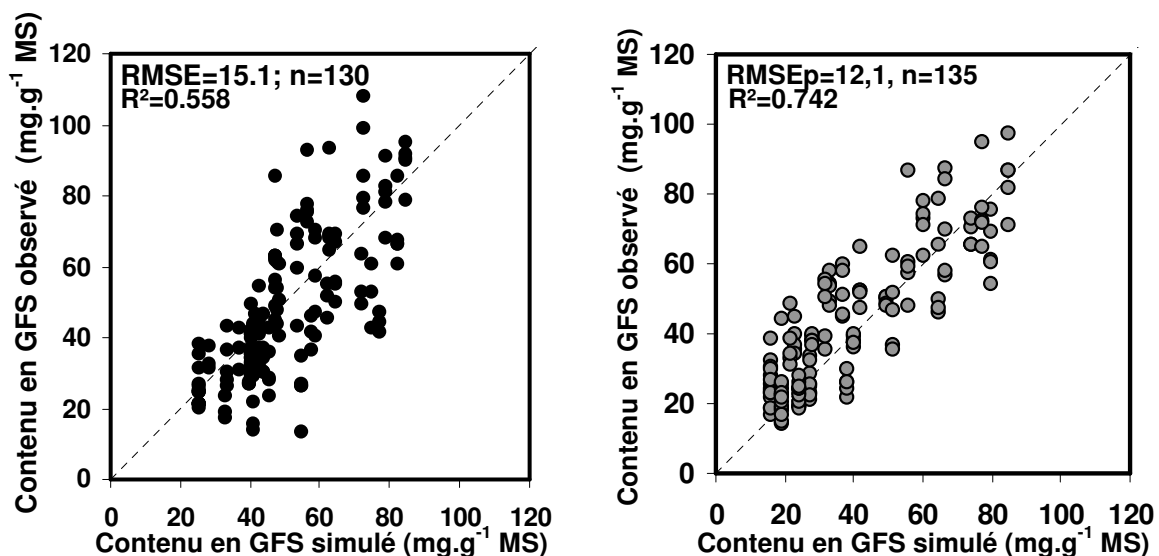 Contenu en GFS observé (mg.g⁻¹ MS)
120
100
80
60
40
20
0
RMSE=15.1; n=130
R²=0.558
0 20 40 60 80 100 120
Contenu en GFS simulé (mg.g⁻¹ MS)
Contenu en GFS observé (mg.g⁻¹ MS)
120
100
80
60
40
20
0
RMSEp=12,1, n=135
R²=0.742
0 20 40 60 80 100 120
Contenu en GFS simulé (mg.g⁻¹ MS)